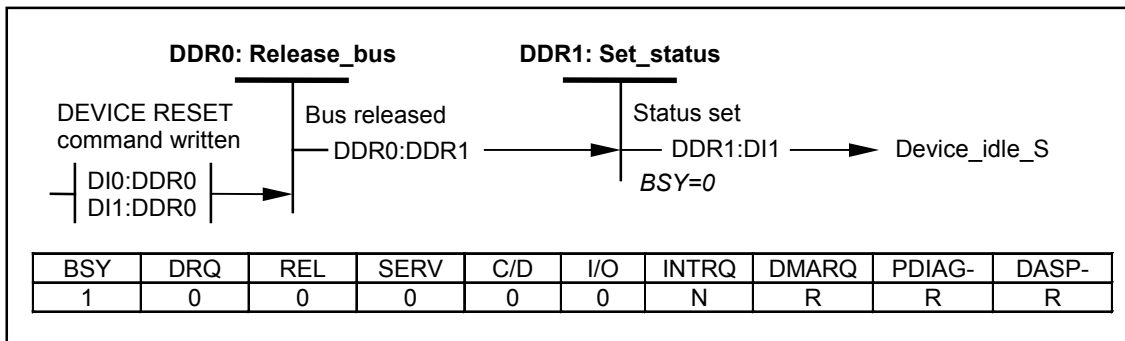 DDR0: Release_bus
DDR1: Set_status
DEVICE RESET
command written
Bus released
Status set
DDR0:DDR1
DDR1:DI1
Device_idle_S
DI0:DDR0
DI1:DDR0
BSY=0
BSY DRQ REL SERV C/D I/O INTRQ DMARQ PDIAG- DASP-
1 0 0 0 0 0 N R R R